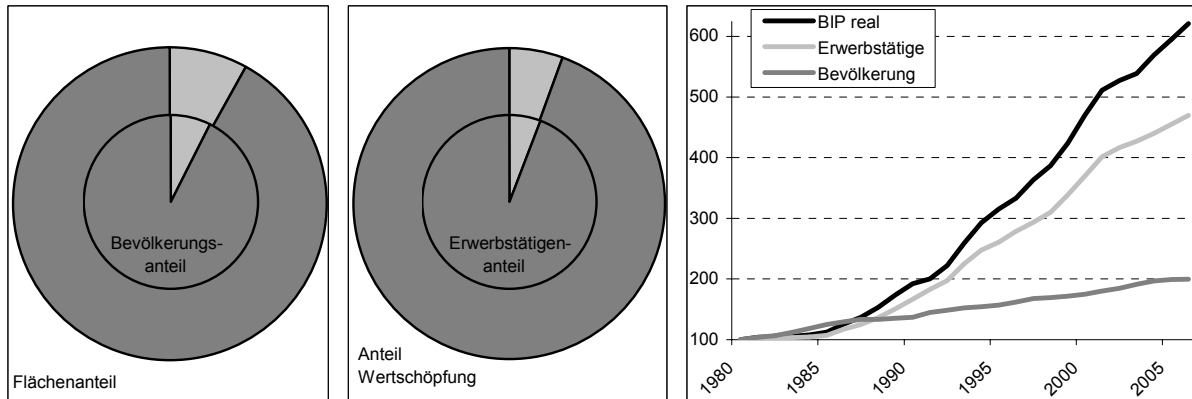 Bevölkerungs-
anteil
Flächenanteil
Erwerbstätigen-
anteil
Anteil
Wertschöpfung
BIP real
Erwerbstätige
Bevölkerung
600
500
400
300
200
100
1980
1985
1990
1995
2000
2005